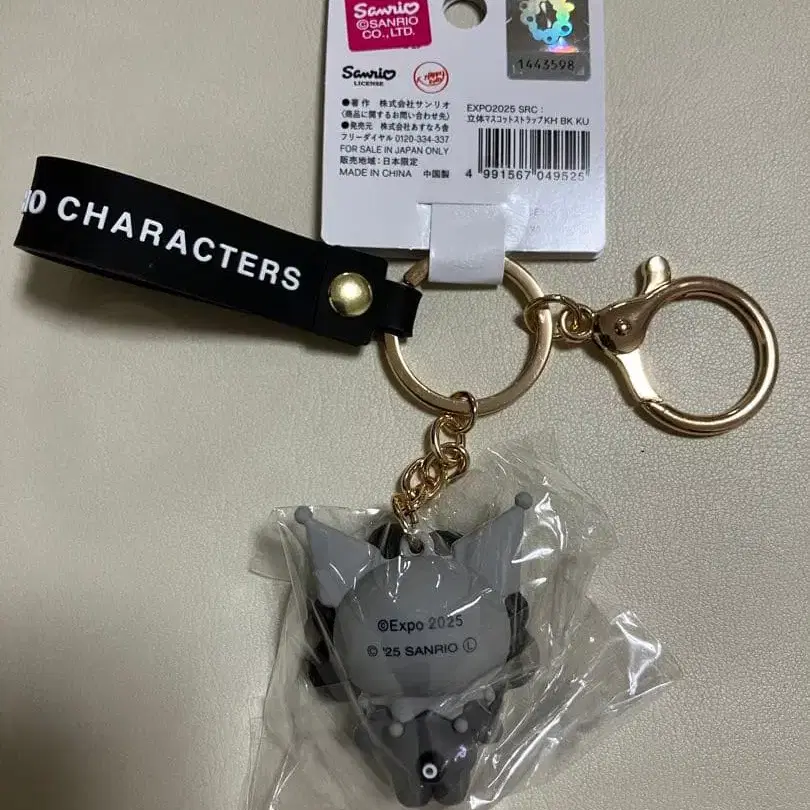 Sanrio
©SANRIO
CO., LTD.
1443598
Sanrio
LICENSE
●著作 株式会社サンリオ
〈商品に関するお問い合わせ先〉
●発売元 株式会社あすなろ舎
フリーダイヤル 0120-334-337
FOR SALE IN JAPAN ONLY
販売地域：日本限定
MADE IN CHINA 中国製
EXPO2025 SRC：
立体マスコットストラップKH BK KU
4 991567 049525
IO CHARACTERS
©Expo 2025
© '25 SANRIO Ⓛ